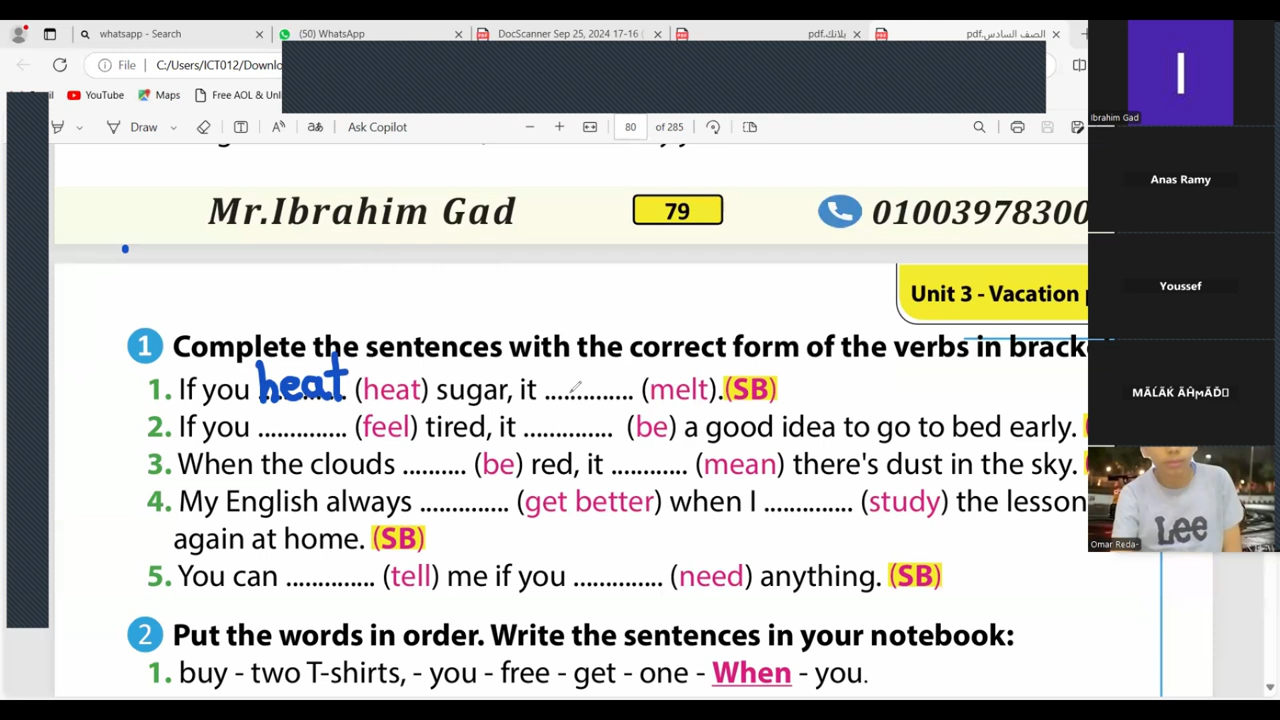 whatsapp - Search
(50) WhatsApp
DocScanner Sep 25, 2024 17-16
بلانك.pdf
الصف السادس.pdf
File
C:/Users/ICT012/Downlo
YouTube
Maps
Free AOL & Unl
Draw
Ask Copilot
80 of 285
Mr.Ibrahim Gad
79
01003978300
Unit 3 - Vacation
1 Complete the sentences with the correct form of the verbs in brack
1. If you heat (heat) sugar, it .............. (melt).(SB)
2. If you .............. (feel) tired, it .............. (be) a good idea to go to bed early.
3. When the clouds .......... (be) red, it ............ (mean) there's dust in the sky.
4. My English always .............. (get better) when I .............. (study) the lesson
again at home. (SB)
5. You can .............. (tell) me if you .............. (need) anything. (SB)
2 Put the words in order. Write the sentences in your notebook:
1. buy - two T-shirts, - you - free - get - one - When - you.
I
Ibrahim Gad
Anas Ramy
Youssef
Lee
Omar Reda-